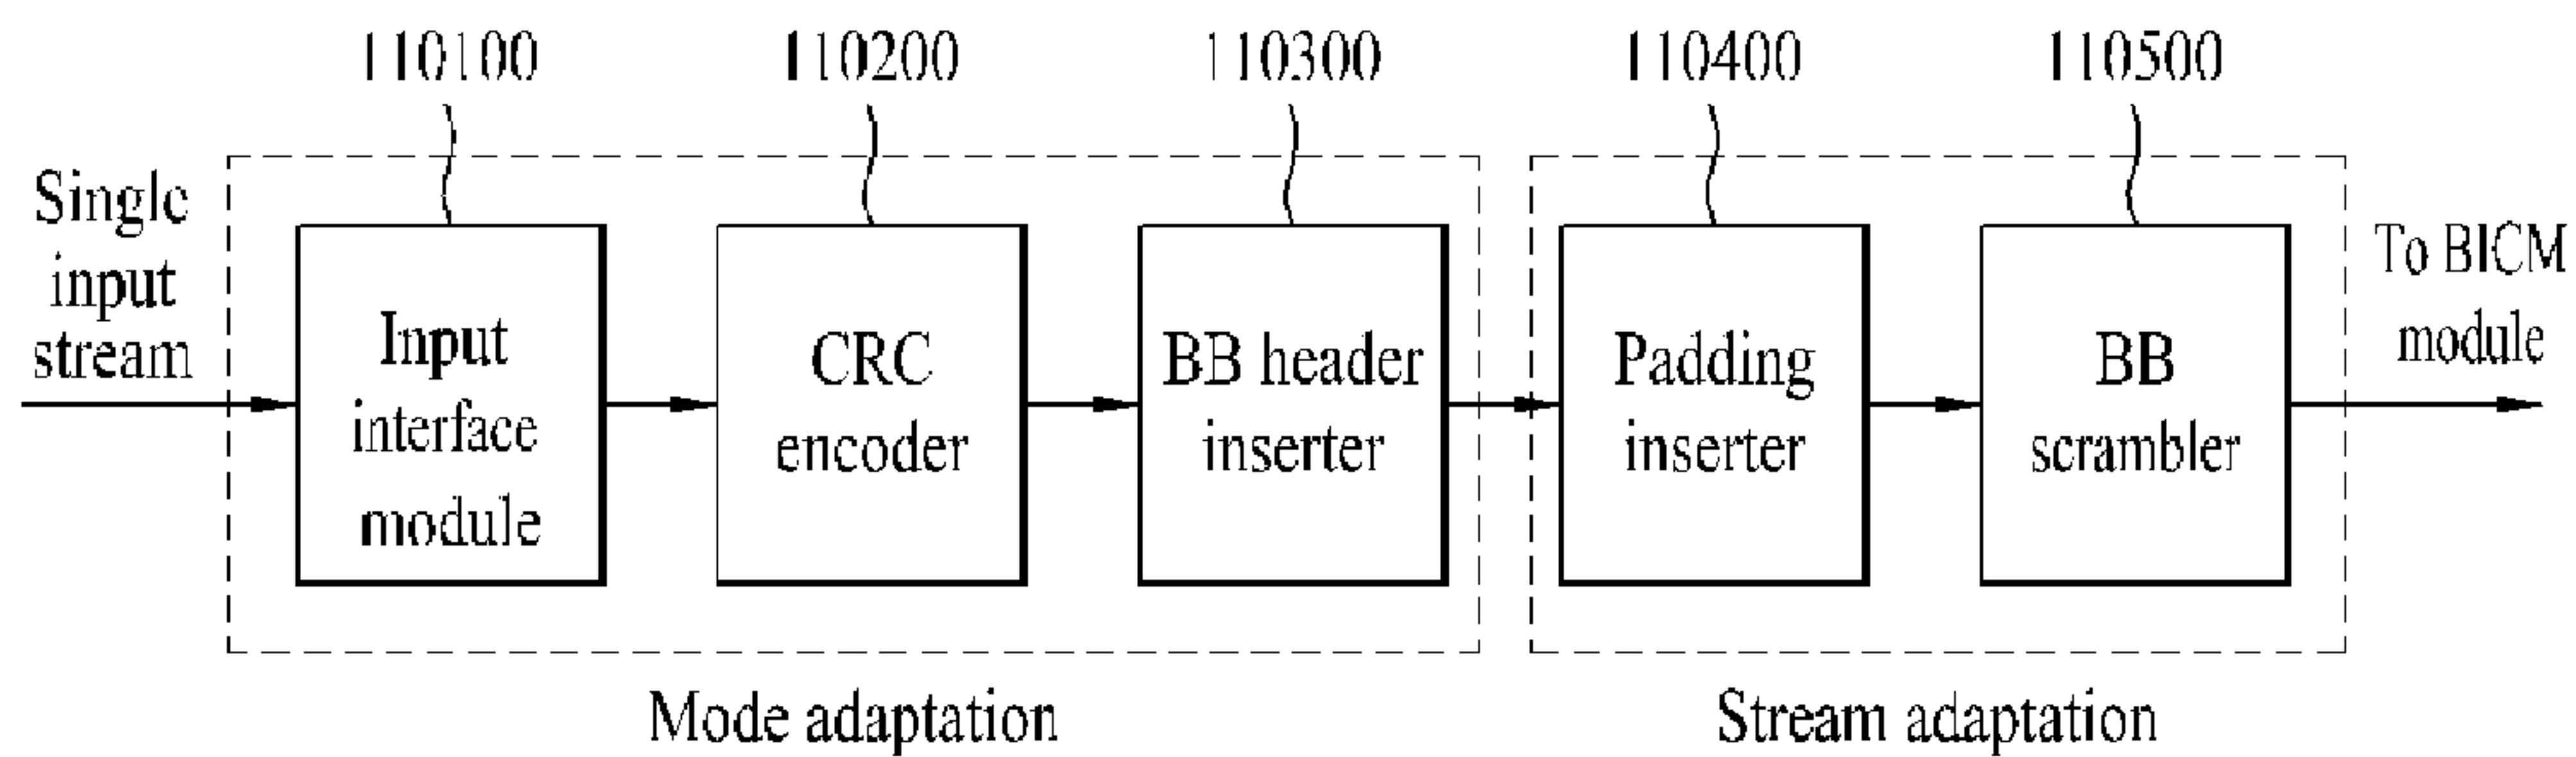 110100
110200
110300
110400
110500
Single
input
stream
Input
interface
module
CRC
encoder
BB header
inserter
Padding
inserter
BB
scrambler
To BICM
module
Mode adaptation
Stream adaptation